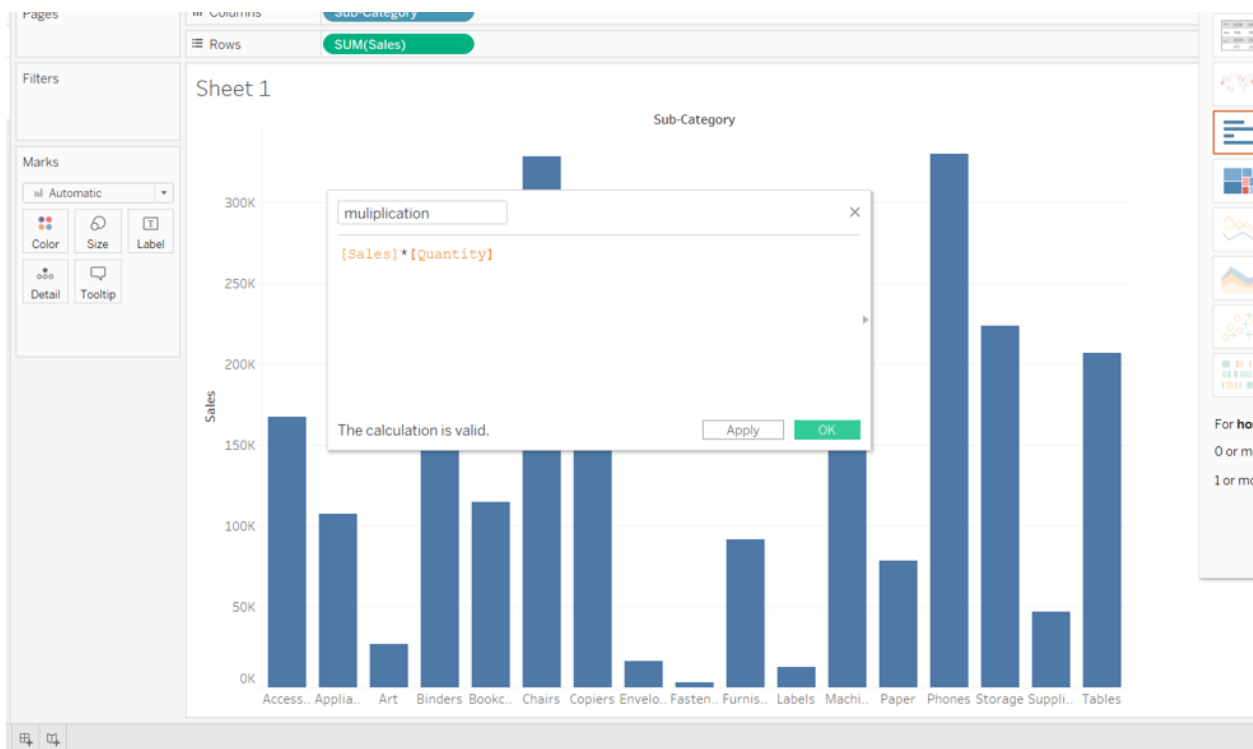 Pages
Columns
Sub-Category
Rows
SUM(Sales)
Filters
Sheet 1
Sub-Category
Marks
Automatic
Color
Size
Label
Detail
Tooltip
muliplication
[Sales]*[Quantity]
The calculation is valid.
Apply
OK
Sales
300K
250K
200K
150K
100K
50K
0K
Access.. Applia.. Art Binders Bookc.. Chairs Copiers Envelo.. Fasten.. Furnis.. Labels Machi.. Paper Phones Storage Suppli.. Tables
For
0 or
1 or